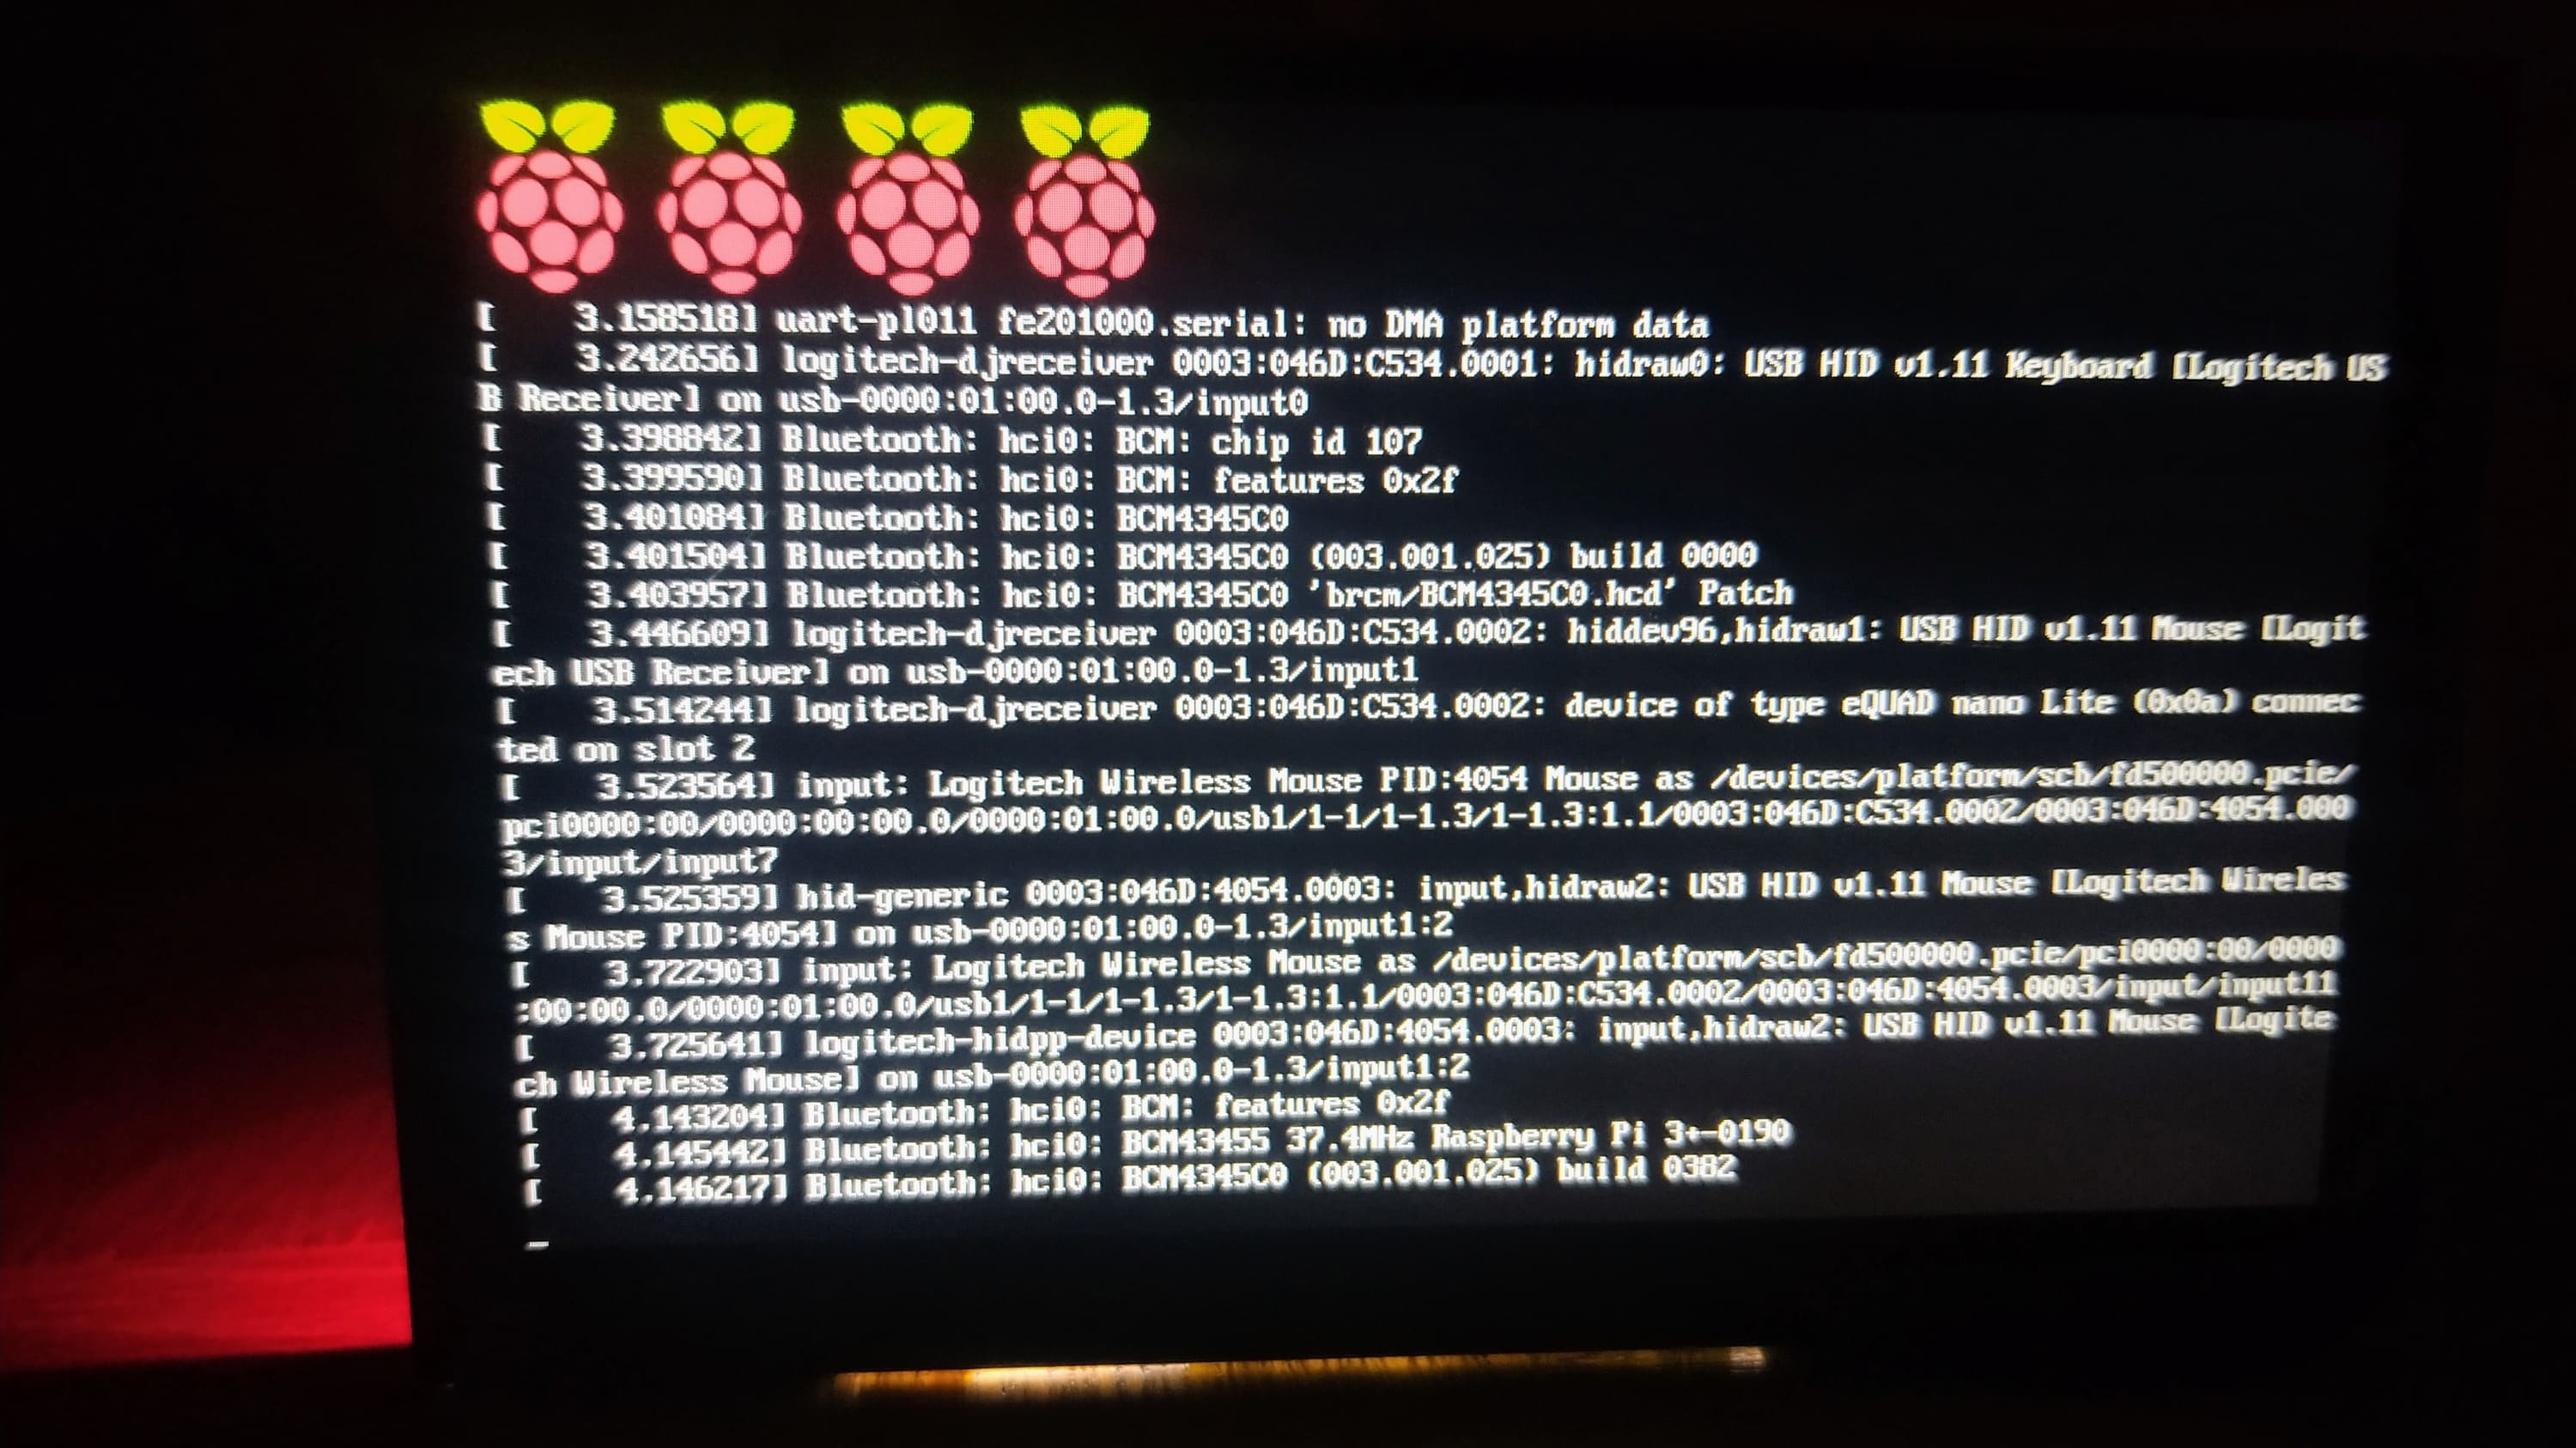 [    3.158518] uart-pl011 fe201000.serial: no DMA platform data
[    3.242656] logitech-djreceiver 0003:046D:C534.0001: hidraw0: USB HID v1.11 Keyboard [Logitech US
B Receiver] on usb-0000:01:00.0-1.3/input0
[    3.398842] Bluetooth: hci0: BCM: chip id 107
[    3.399590] Bluetooth: hci0: BCM: features 0x2f
[    3.401084] Bluetooth: hci0: BCM4345C0
[    3.401504] Bluetooth: hci0: BCM4345C0 (003.001.025) build 0000
[    3.403957] Bluetooth: hci0: BCM4345C0 'brcm/BCM4345C0.hcd' Patch
[    3.446609] logitech-djreceiver 0003:046D:C534.0002: hiddev96,hidraw1: USB HID v1.11 Mouse [Logit
ech USB Receiver] on usb-0000:01:00.0-1.3/input1
[    3.514244] logitech-djreceiver 0003:046D:C534.0002: device of type eQUAD nano Lite (0x0a) connec
ted on slot 2
[    3.523564] input: Logitech Wireless Mouse PID:4054 Mouse as /devices/platform/scb/fd500000.pcie/
pci0000:00/0000:00:00.0/0000:01:00.0/usb1/1-1/1-1.3/1-1.3:1.1/0003:046D:C534.0002/0003:046D:4054.000
3/input/input7
[    3.525359] hid-generic 0003:046D:4054.0003: input,hidraw2: USB HID v1.11 Mouse [Logitech Wireles
s Mouse PID:4054] on usb-0000:01:00.0-1.3/input1:2
[    3.722903] input: Logitech Wireless Mouse as /devices/platform/scb/fd500000.pcie/pci0000:00/0000
:00:00.0/0000:01:00.0/usb1/1-1/1-1.3/1-1.3:1.1/0003:046D:C534.0002/0003:046D:4054.0003/input/input11
[    3.725641] logitech-hidpp-device 0003:046D:4054.0003: input,hidraw2: USB HID v1.11 Mouse [Logite
ch Wireless Mouse] on usb-0000:01:00.0-1.3/input1:2
[    4.143204] Bluetooth: hci0: BCM: features 0x2f
[    4.145442] Bluetooth: hci0: BCM43455 37.4MHz Raspberry Pi 3+-0190
[    4.146217] Bluetooth: hci0: BCM4345C0 (003.001.025) build 0382
_